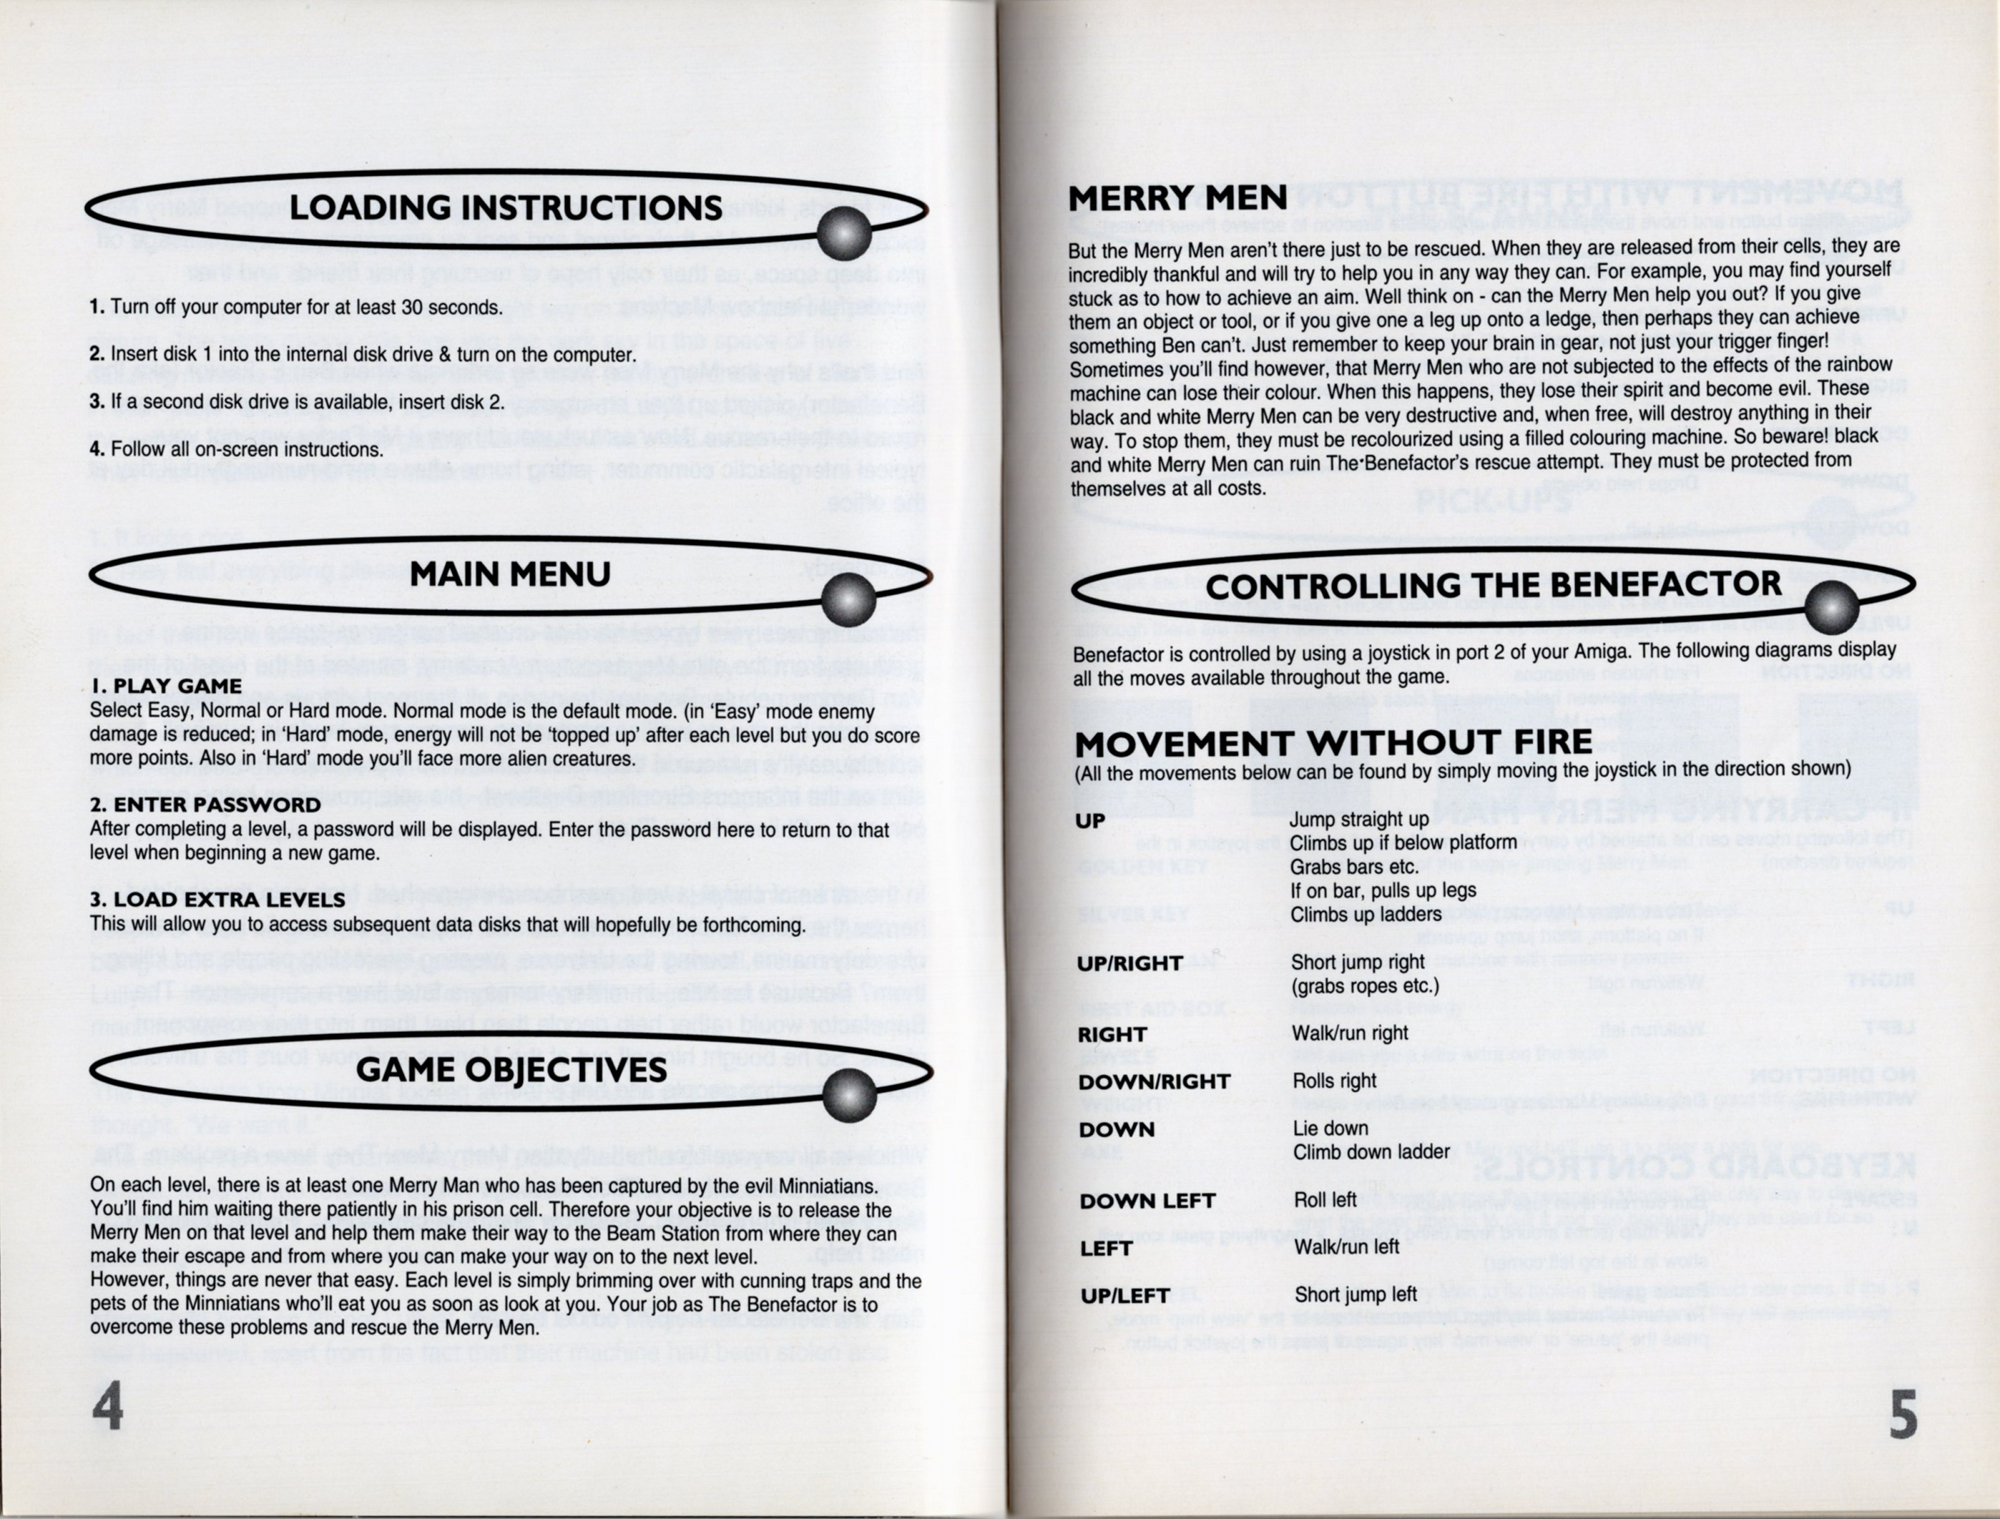 LOADING INSTRUCTIONS
1. Turn off your computer for at least 30 seconds.
2. Insert disk 1 into the internal disk drive & turn on the computer.
3. If a second disk drive is available, insert disk 2.
4. Follow all on-screen instructions.
MAIN MENU
1. PLAY GAME
Select Easy, Normal or Hard mode. Normal mode is the default mode. (in ‘Easy’ mode enemy
damage is reduced; in ‘Hard’ mode, energy will not be ‘topped up’ after each level but you do score
more points. Also in ‘Hard’ mode you’ll face more alien creatures.
2. ENTER PASSWORD
After completing a level, a password will be displayed. Enter the password here to return to that
level when beginning a new game.
3. LOAD EXTRA LEVELS
This will allow you to access subsequent data disks that will hopefully be forthcoming.
GAME OBJECTIVES
On each level, there is at least one Merry Man who has been captured by the evil Minniatians.
You’ll find him waiting there patiently in his prison cell. Therefore your objective is to release the
Merry Men on that level and help them make their way to the Beam Station from where they can
make their escape and from where you can make your way on to the next level.
However, things are never that easy. Each level is simply brimming over with cunning traps and the
pets of the Minniatians who’ll eat you as soon as look at you. Your job as The Benefactor is to
overcome these problems and rescue the Merry Men.
4
MERRY MEN
But the Merry Men aren’t there just to be rescued. When they are released from their cells, they are
incredibly thankful and will try to help you in any way they can. For example, you may find yourself
stuck as to how to achieve an aim. Well think on - can the Merry Men help you out? If you give
them an object or tool, or if you give one a leg up onto a ledge, then perhaps they can achieve
something Ben can’t. Just remember to keep your brain in gear, not just your trigger finger!
Sometimes you’ll find however, that Merry Men who are not subjected to the effects of the rainbow
machine can lose their colour. When this happens, they lose their spirit and become evil. These
black and white Merry Men can be very destructive and, when free, will destroy anything in their
way. To stop them, they must be recolourized using a filled colouring machine. So beware! black
and white Merry Men can ruin The Benefactor’s rescue attempt. They must be protected from
themselves at all costs.
CONTROLLING THE BENEFACTOR
Benefactor is controlled by using a joystick in port 2 of your Amiga. The following diagrams display
all the moves available throughout the game.
MOVEMENT WITHOUT FIRE
(All the movements below can be found by simply moving the joystick in the direction shown)
UP Jump straight up
Climbs up if below platform
Grabs bars etc.
If on bar, pulls up legs
Climbs up ladders
UP/RIGHT Short jump right
(grabs ropes etc.)
RIGHT Walk/run right
DOWN/RIGHT Rolls right
DOWN Lie down
Climb down ladder
DOWN LEFT Roll left
LEFT Walk/run left
UP/LEFT Short jump left
5